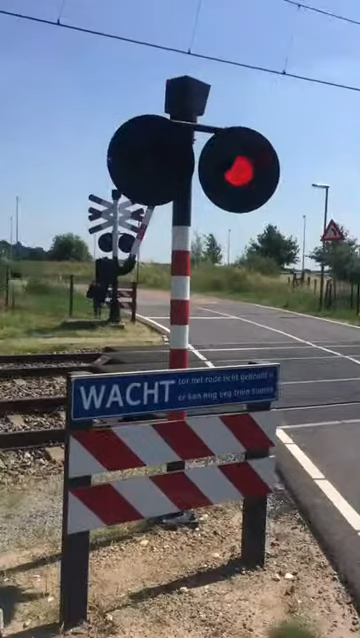 WACHT
tot het rode licht gedoofd is
er kan nog een trein komen